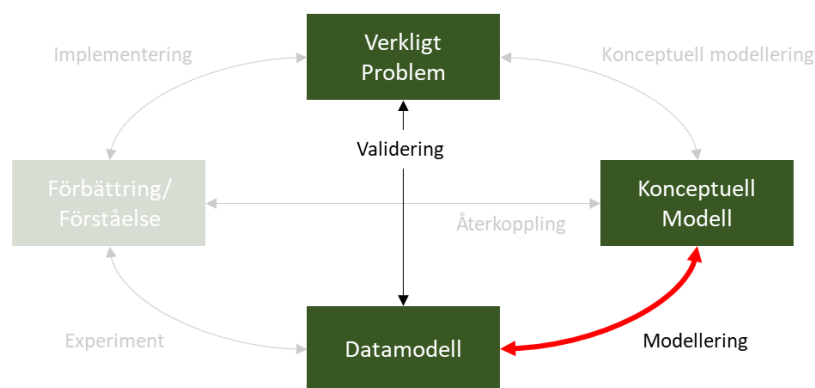 Verkligt
Problem
Implementering
Konceptuell modellering
Validering
Förbättring/
Förståelse
Konceptuell
Modell
Återkoppling
Experiment
Datamodell
Modellering